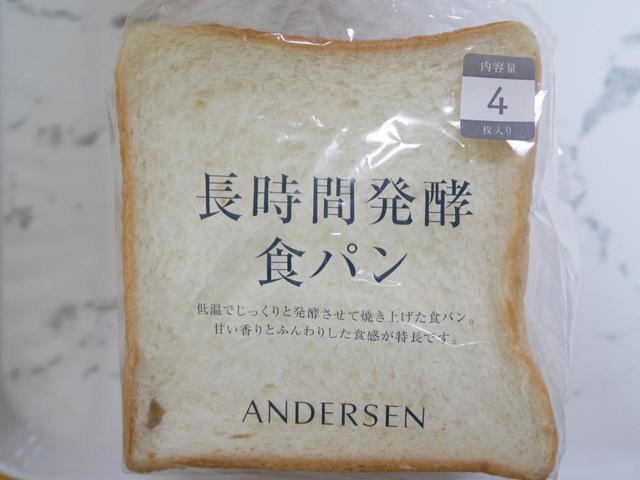 内容量
4
枚入り
長時間発酵
食パン
低温でじっくりと発酵させて焼き上げた食パン。
甘い香りとふんわりした食感が特長です。
ANDERSEN